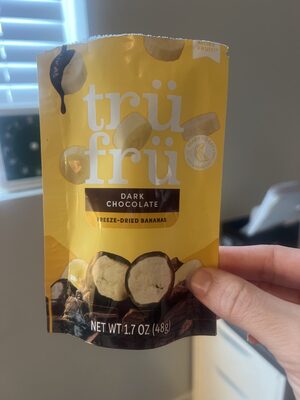 trü
frü
DARK
CHOCOLATE
FREEZE-DRIED BANANAS
NET WT 1.7 OZ (48g)